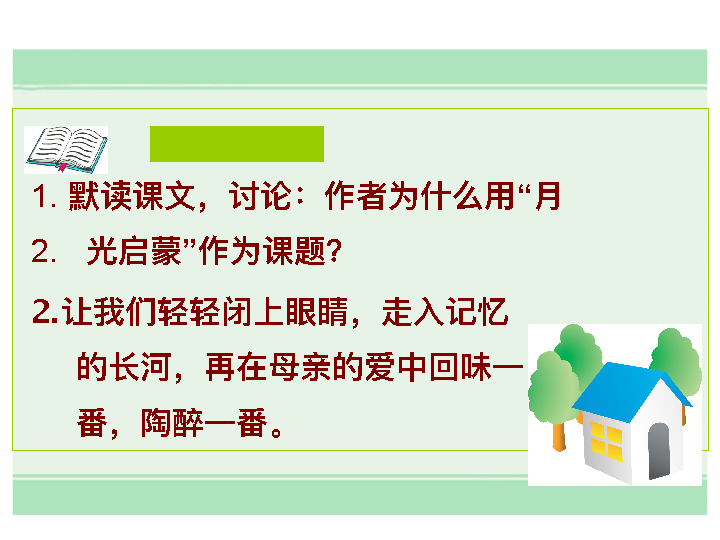 1. 默读课文，讨论：作者为什么用“月
2. 光启蒙”作为课题？
2.让我们轻轻闭上眼睛，走入记忆
的长河，再在母亲的爱中回味一
番，陶醉一番。